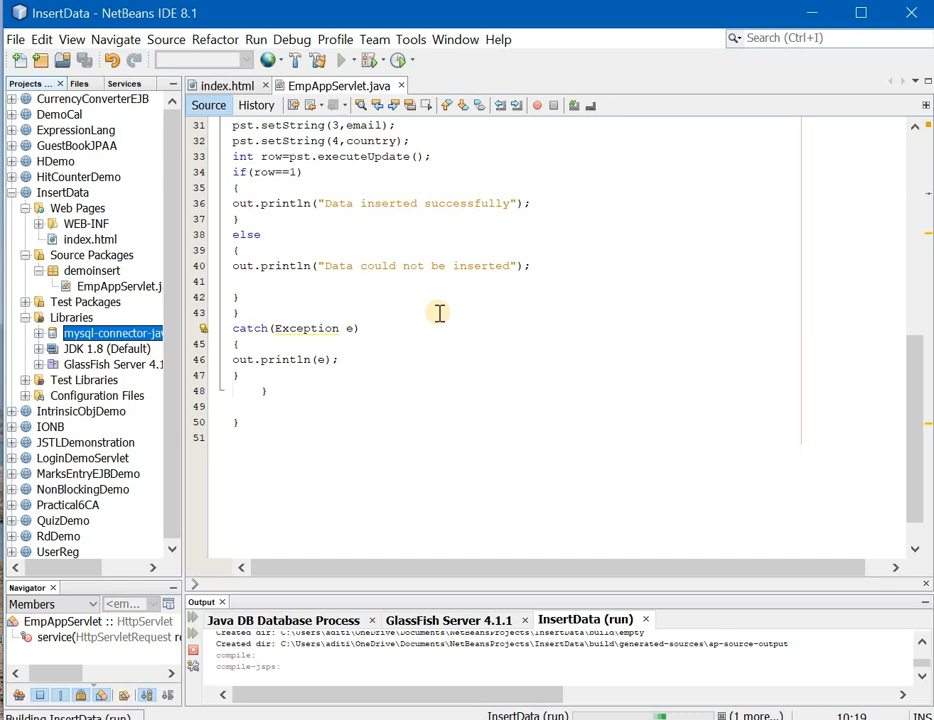 InsertData - NetBeans IDE 8.1
File Edit View Navigate Source Refactor Run Debug Profile Team Tools Window Help
Search (Ctrl+I)
Projects... Files Services
index.html EmpAppServlet.java
Source History
CurrencyConverterEJB
DemoCal
ExpressionLang
GuestBookJPAA
HDemo
HitCounterDemo
InsertData
Web Pages
WEB-INF
index.html
Source Packages
demoinsert
EmpAppServlet.j
Test Packages
Libraries
mysql-connector-jav
JDK 1.8 (Default)
GlassFish Server 4.1
Test Libraries
Configuration Files
IntrinsicObjDemo
IONB
JSTLDemonstration
LoginDemoServlet
MarksEntryEJBDemo
NonBlockingDemo
Practical6CA
QuizDemo
RdDemo
UserReg
31 pst.setString(3,email);
32 pst.setString(4,country);
33 int row=pst.executeUpdate();
34 if(row==1)
35 {
36 out.println("Data inserted successfully");
37 }
38 else
39 {
40 out.println("Data could not be inserted");
41
42 }
43 }
catch(Exception e)
45 {
46 out.println(e);
47 }
48 }
49
50 }
51
Navigator
Members <em...
EmpAppServlet :: HttpServlet
service(HttpServletRequest re
Output
Java DB Database Process GlassFish Server 4.1.1 InsertData (run)
Created dir: C:\Users\aditi\OneDrive\Documents\NetBeansProjects\InsertData\build\empty
Created dir: C:\Users\aditi\OneDrive\Documents\NetBeansProjects\InsertData\build\generated-sources\ap-source-output
compile:
compile-jsps:
Building InsertData (run)... InsertData (run) (1 more...) 10:19 INS